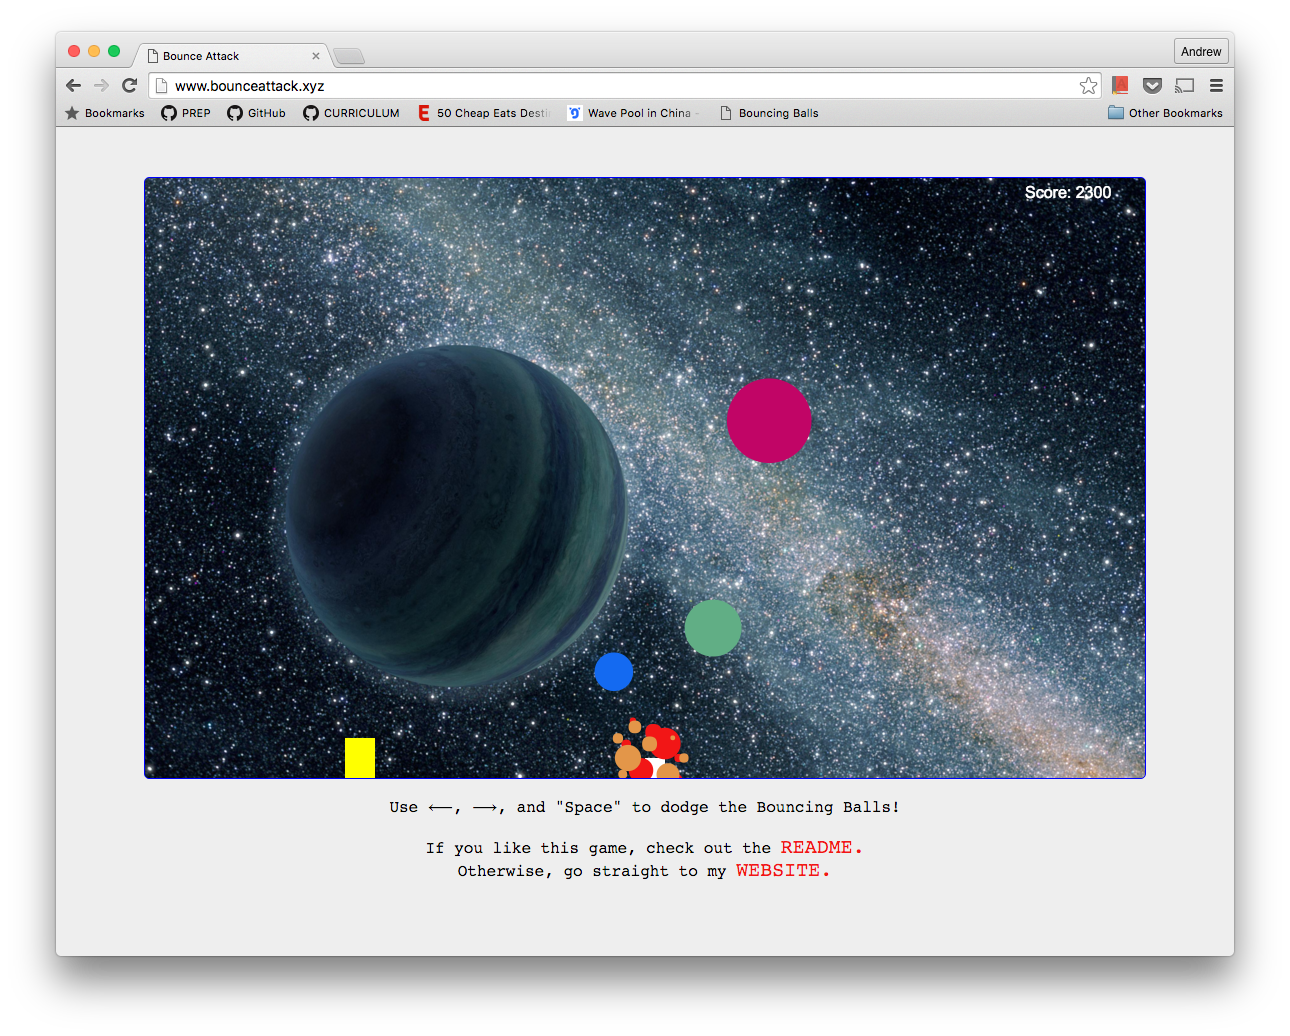 Bounce Attack
Andrew
www.bounceattack.xyz
Bookmarks PREP GitHub CURRICULUM 50 Cheap Eats Desti Wave Pool in China - Bouncing Balls Other Bookmarks
Score: 2300
Use ⟵, ⟶, and "Space" to dodge the Bouncing Balls!
If you like this game, check out the README.
Otherwise, go straight to my WEBSITE.